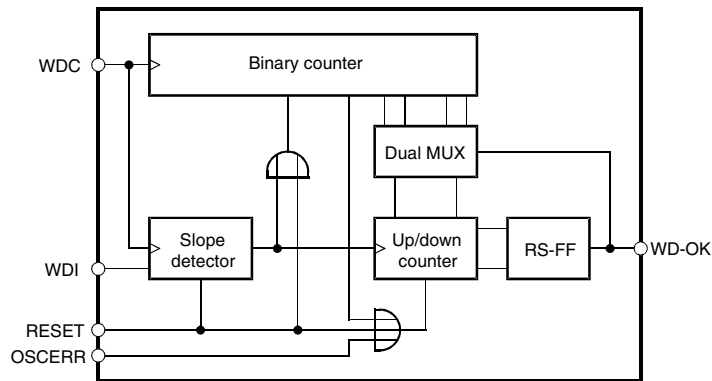 WDC
Binary counter
Dual MUX
Slope
detector
Up/down
counter
RS-FF
WD-OK
WDI
RESET
OSCERR